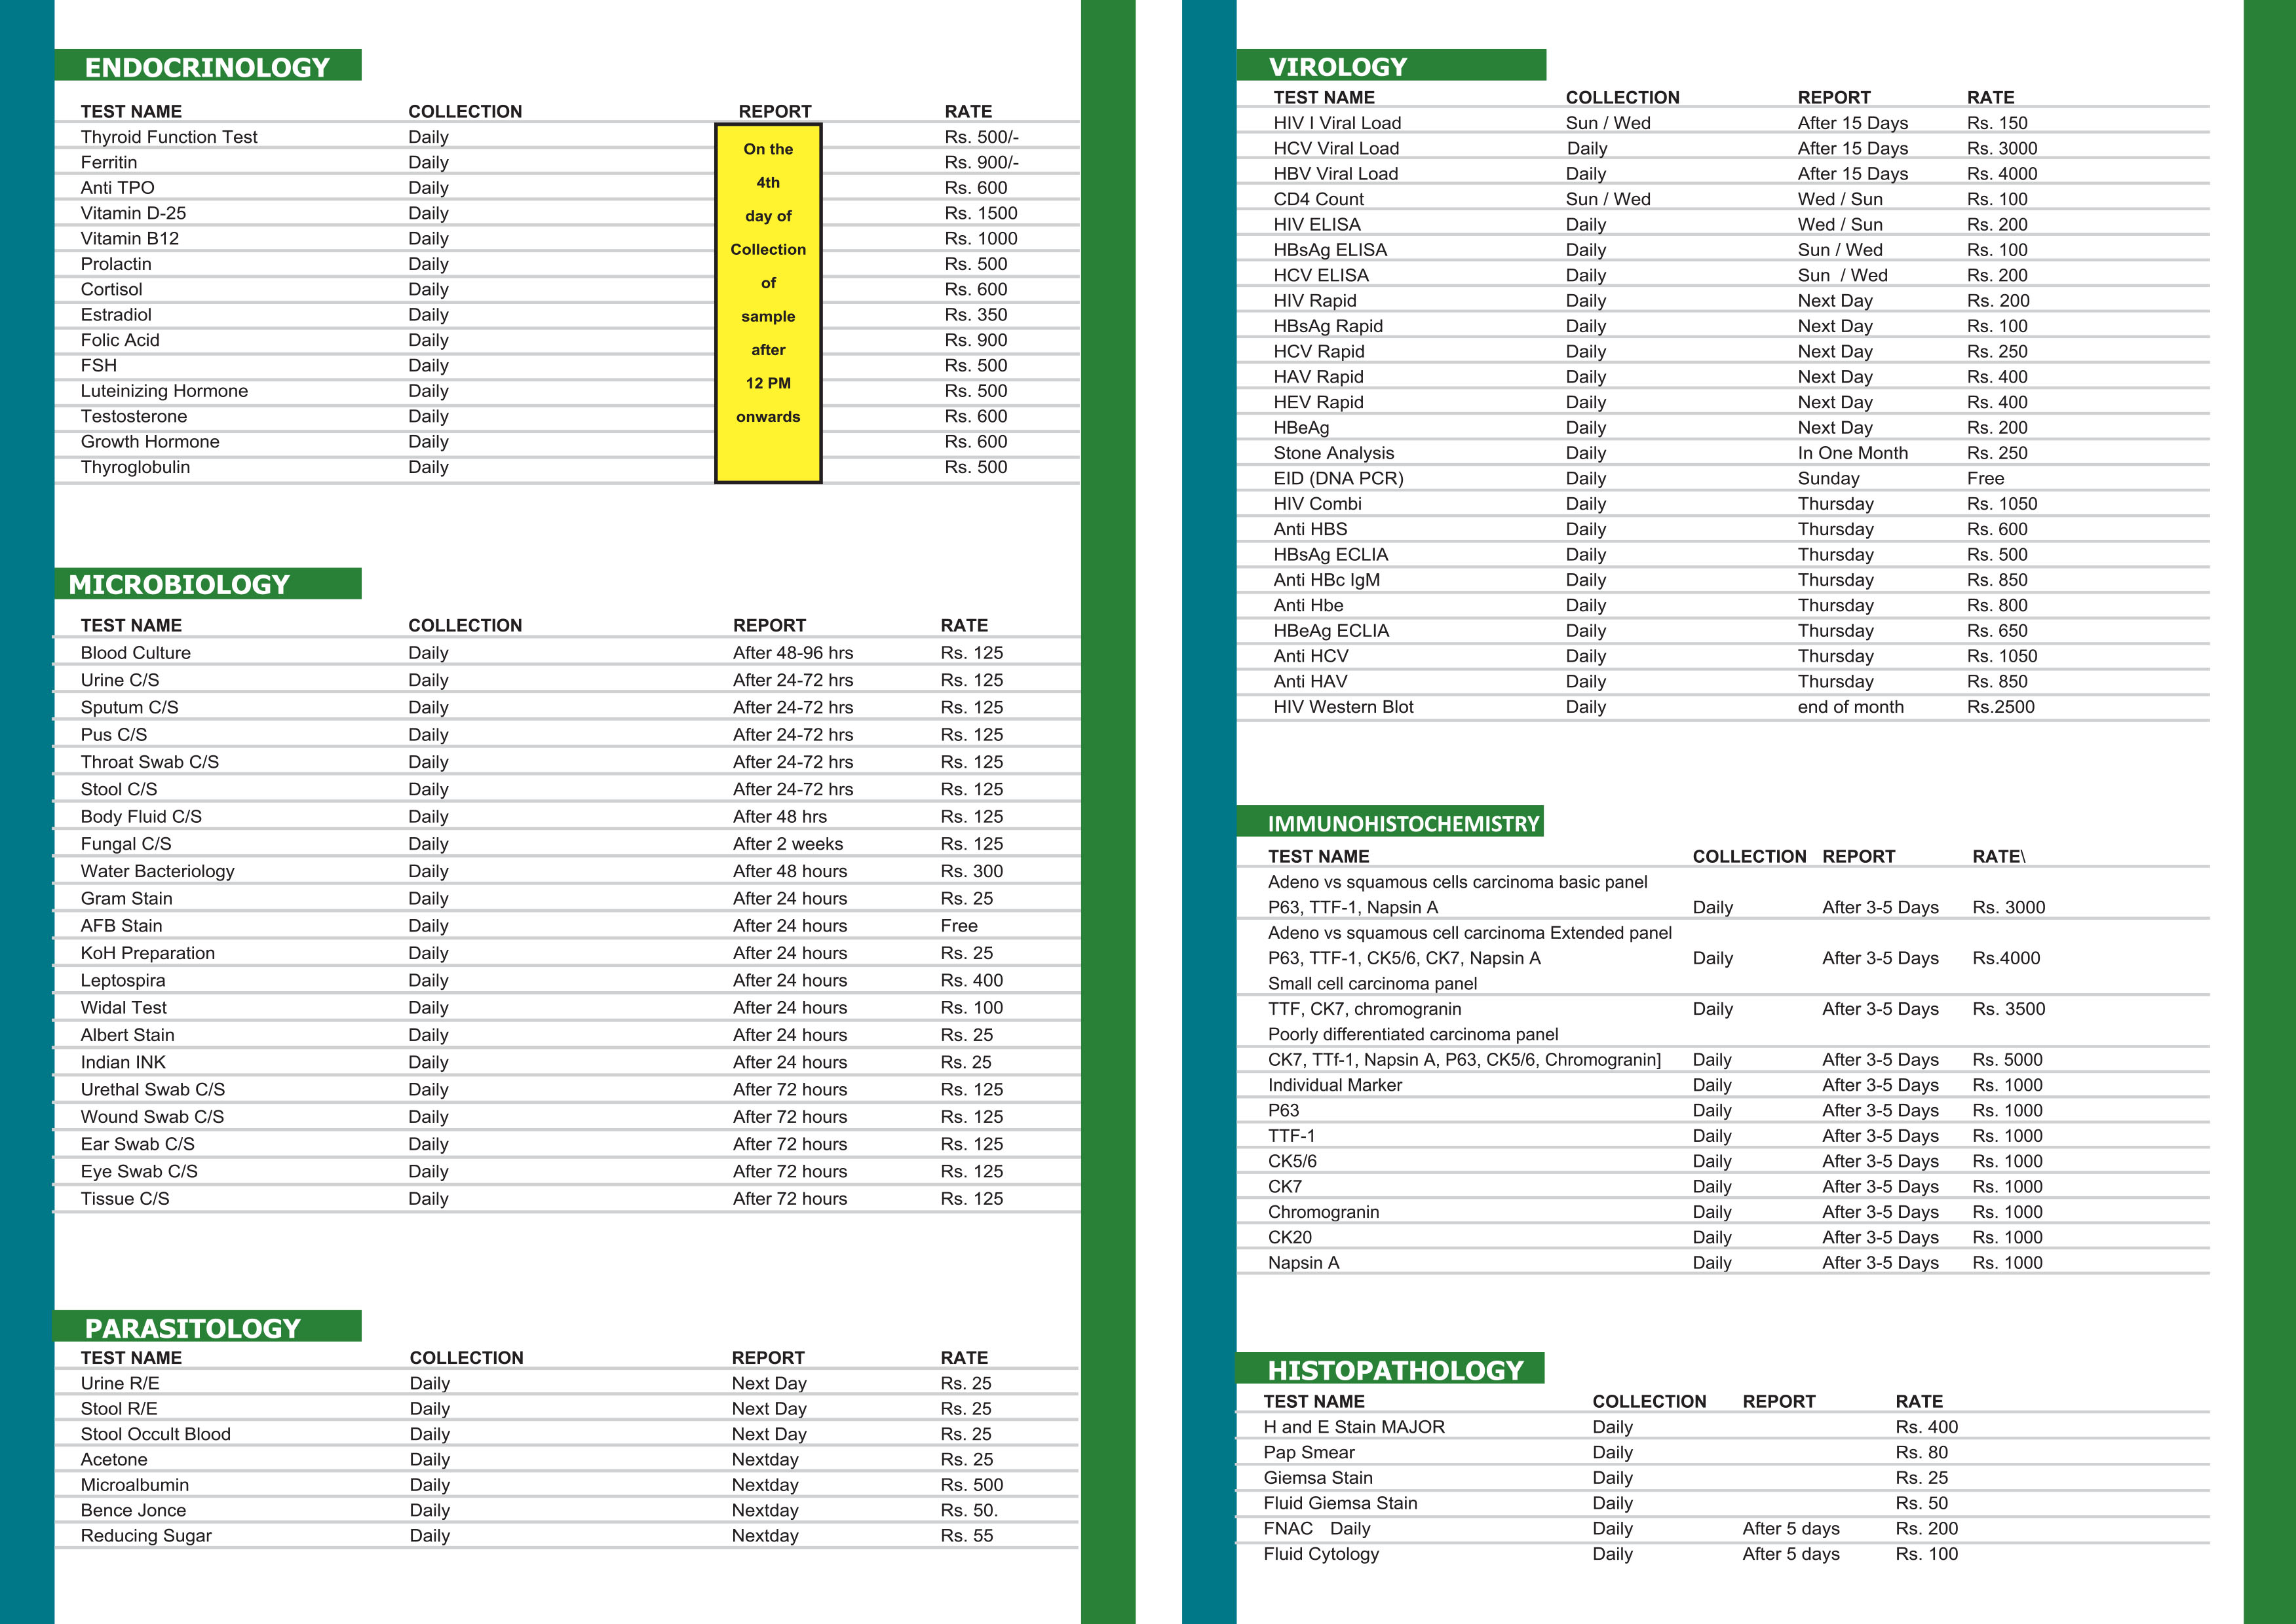 ENDOCRINOLOGY
TEST NAME COLLECTION REPORT RATE
Thyroid Function Test Daily Rs. 500/-
Ferritin Daily Rs. 900/-
Anti TPO Daily Rs. 600
Vitamin D-25 Daily Rs. 1500
Vitamin B12 Daily Rs. 1000
Prolactin Daily Rs. 500
Cortisol Daily Rs. 600
Estradiol Daily Rs. 350
Folic Acid Daily Rs. 900
FSH Daily Rs. 500
Luteinizing Hormone Daily Rs. 500
Testosterone Daily Rs. 600
Growth Hormone Daily Rs. 600
Thyroglobulin Daily Rs. 500
On the
4th
day of
Collection
of
sample
after
12 PM
onwards
MICROBIOLOGY
TEST NAME COLLECTION REPORT RATE
Blood Culture Daily After 48-96 hrs Rs. 125
Urine C/S Daily After 24-72 hrs Rs. 125
Sputum C/S Daily After 24-72 hrs Rs. 125
Pus C/S Daily After 24-72 hrs Rs. 125
Throat Swab C/S Daily After 24-72 hrs Rs. 125
Stool C/S Daily After 24-72 hrs Rs. 125
Body Fluid C/S Daily After 48 hrs Rs. 125
Fungal C/S Daily After 2 weeks Rs. 125
Water Bacteriology Daily After 48 hours Rs. 300
Gram Stain Daily After 24 hours Rs. 25
AFB Stain Daily After 24 hours Free
KoH Preparation Daily After 24 hours Rs. 25
Leptospira Daily After 24 hours Rs. 400
Widal Test Daily After 24 hours Rs. 100
Albert Stain Daily After 24 hours Rs. 25
Indian INK Daily After 24 hours Rs. 25
Urethal Swab C/S Daily After 72 hours Rs. 125
Wound Swab C/S Daily After 72 hours Rs. 125
Ear Swab C/S Daily After 72 hours Rs. 125
Eye Swab C/S Daily After 72 hours Rs. 125
Tissue C/S Daily After 72 hours Rs. 125
PARASITOLOGY
TEST NAME COLLECTION REPORT RATE
Urine R/E Daily Next Day Rs. 25
Stool R/E Daily Next Day Rs. 25
Stool Occult Blood Daily Next Day Rs. 25
Acetone Daily Nextday Rs. 25
Microalbumin Daily Nextday Rs. 500
Bence Jonce Daily Nextday Rs. 50.
Reducing Sugar Daily Nextday Rs. 55
VIROLOGY
TEST NAME COLLECTION REPORT RATE
HIV I Viral Load Sun / Wed After 15 Days Rs. 150
HCV Viral Load Daily After 15 Days Rs. 3000
HBV Viral Load Daily After 15 Days Rs. 4000
CD4 Count Sun / Wed Wed / Sun Rs. 100
HIV ELISA Daily Wed / Sun Rs. 200
HBsAg ELISA Daily Sun / Wed Rs. 100
HCV ELISA Daily Sun / Wed Rs. 200
HIV Rapid Daily Next Day Rs. 200
HBsAg Rapid Daily Next Day Rs. 100
HCV Rapid Daily Next Day Rs. 250
HAV Rapid Daily Next Day Rs. 400
HEV Rapid Daily Next Day Rs. 400
HBeAg Daily Next Day Rs. 200
Stone Analysis Daily In One Month Rs. 250
EID (DNA PCR) Daily Sunday Free
HIV Combi Daily Thursday Rs. 1050
Anti HBS Daily Thursday Rs. 600
HBsAg ECLIA Daily Thursday Rs. 500
Anti HBc IgM Daily Thursday Rs. 850
Anti Hbe Daily Thursday Rs. 800
HBeAg ECLIA Daily Thursday Rs. 650
Anti HCV Daily Thursday Rs. 1050
Anti HAV Daily Thursday Rs. 850
HIV Western Blot Daily end of month Rs.2500
IMMUNOHISTOCHEMISTRY
TEST NAME COLLECTION REPORT RATE\
Adeno vs squamous cells carcinoma basic panel
P63, TTF-1, Napsin A Daily After 3-5 Days Rs. 3000
Adeno vs squamous cell carcinoma Extended panel
P63, TTF-1, CK5/6, CK7, Napsin A Daily After 3-5 Days Rs.4000
Small cell carcinoma panel
TTF, CK7, chromogranin Daily After 3-5 Days Rs. 3500
Poorly differentiated carcinoma panel
CK7, TTf-1, Napsin A, P63, CK5/6, Chromogranin] Daily After 3-5 Days Rs. 5000
Individual Marker Daily After 3-5 Days Rs. 1000
P63 Daily After 3-5 Days Rs. 1000
TTF-1 Daily After 3-5 Days Rs. 1000
CK5/6 Daily After 3-5 Days Rs. 1000
CK7 Daily After 3-5 Days Rs. 1000
Chromogranin Daily After 3-5 Days Rs. 1000
CK20 Daily After 3-5 Days Rs. 1000
Napsin A Daily After 3-5 Days Rs. 1000
HISTOPATHOLOGY
TEST NAME COLLECTION REPORT RATE
H and E Stain MAJOR Daily Rs. 400
Pap Smear Daily Rs. 80
Giemsa Stain Daily Rs. 25
Fluid Giemsa Stain Daily Rs. 50
FNAC Daily Daily After 5 days Rs. 200
Fluid Cytology Daily After 5 days Rs. 100